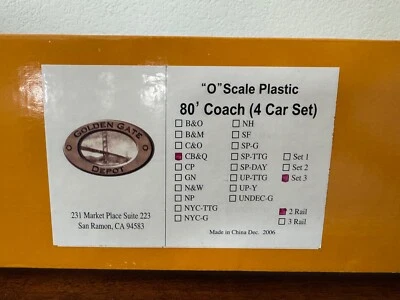 GOLDEN GATE
DEPOT
231 Market Place Suite 223
San Ramon, CA 94583
"O" Scale Plastic
80' Coach (4 Car Set)
B&O NH
B&M SF
C&O SP-G
CB&Q SP-TTG Set 1
CP SP-DAY Set 2
GN UP-TTG Set 3
N&W UP-Y
NP UNDEC-G
NYC-TTG 2 Rail
NYC-G 3 Rail
Made in China Dec. 2006